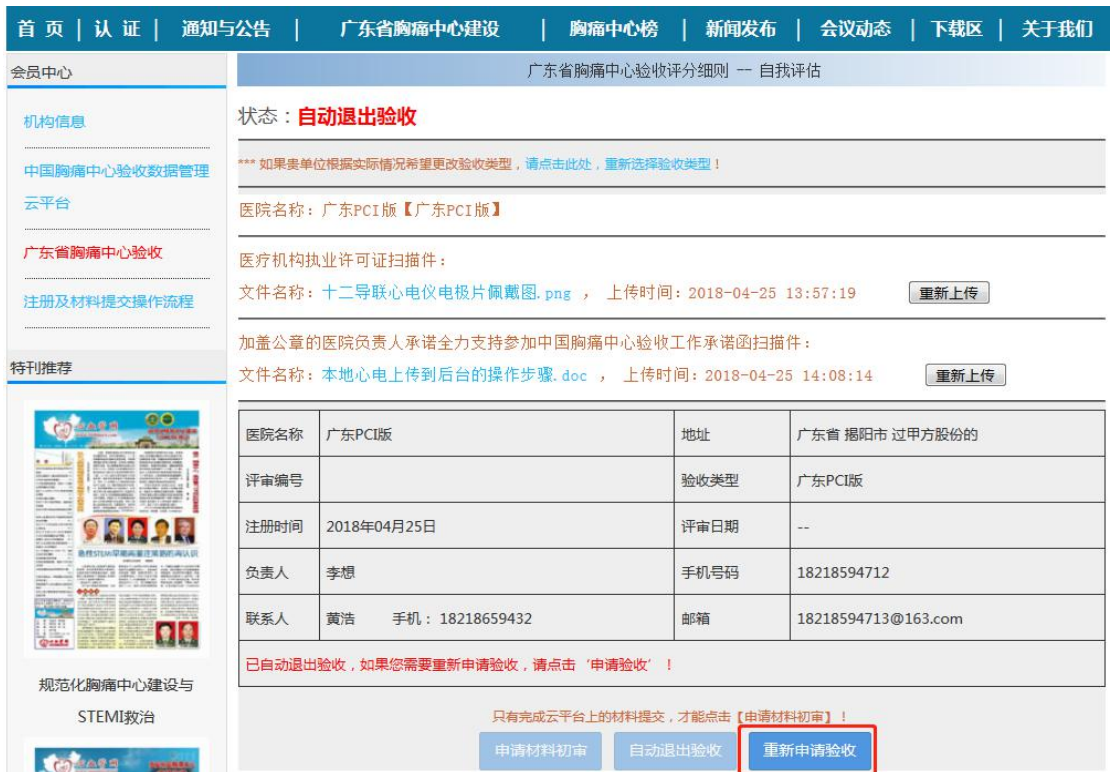 首 页 | 认 证 | 通知与公告 | 广东省胸痛中心建设 | 胸痛中心榜 | 新闻发布 | 会议动态 | 下载区 | 关于我们
会员中心
机构信息
中国胸痛中心验收数据管理
云平台
广东省胸痛中心验收
注册及材料提交操作流程
特刊推荐
急性STEMI早期再灌注策略的再认识
规范化胸痛中心建设与
STEMI救治
广东省胸痛中心验收评分细则 -- 自我评估
状态：自动退出验收
*** 如果贵单位根据实际情况希望更改验收类型，请点击此处，重新选择验收类型！
医院名称：广东PCI版【广东PCI版】
医疗机构执业许可证扫描件：
文件名称：十二导联心电仪电极片佩戴图.png ， 上传时间：2018-04-25 13:57:19 重新上传
加盖公章的医院负责人承诺全力支持参加中国胸痛中心验收工作承诺函扫描件：
文件名称：本地心电上传到后台的操作步骤.doc ， 上传时间：2018-04-25 14:08:14 重新上传
医院名称 广东PCI版 地址 广东省 揭阳市 过甲方股份的
评审编号 验收类型 广东PCI版
注册时间 2018年04月25日 评审日期 --
负责人 李想 手机号码 18218594712
联系人 黄浩 手机：18218659432 邮箱 18218594713@163.com
已自动退出验收，如果您需要重新申请验收，请点击‘申请验收’！
只有完成云平台上的材料提交，才能点击【申请材料初审】！
申请材料初审 自动退出验收 重新申请验收